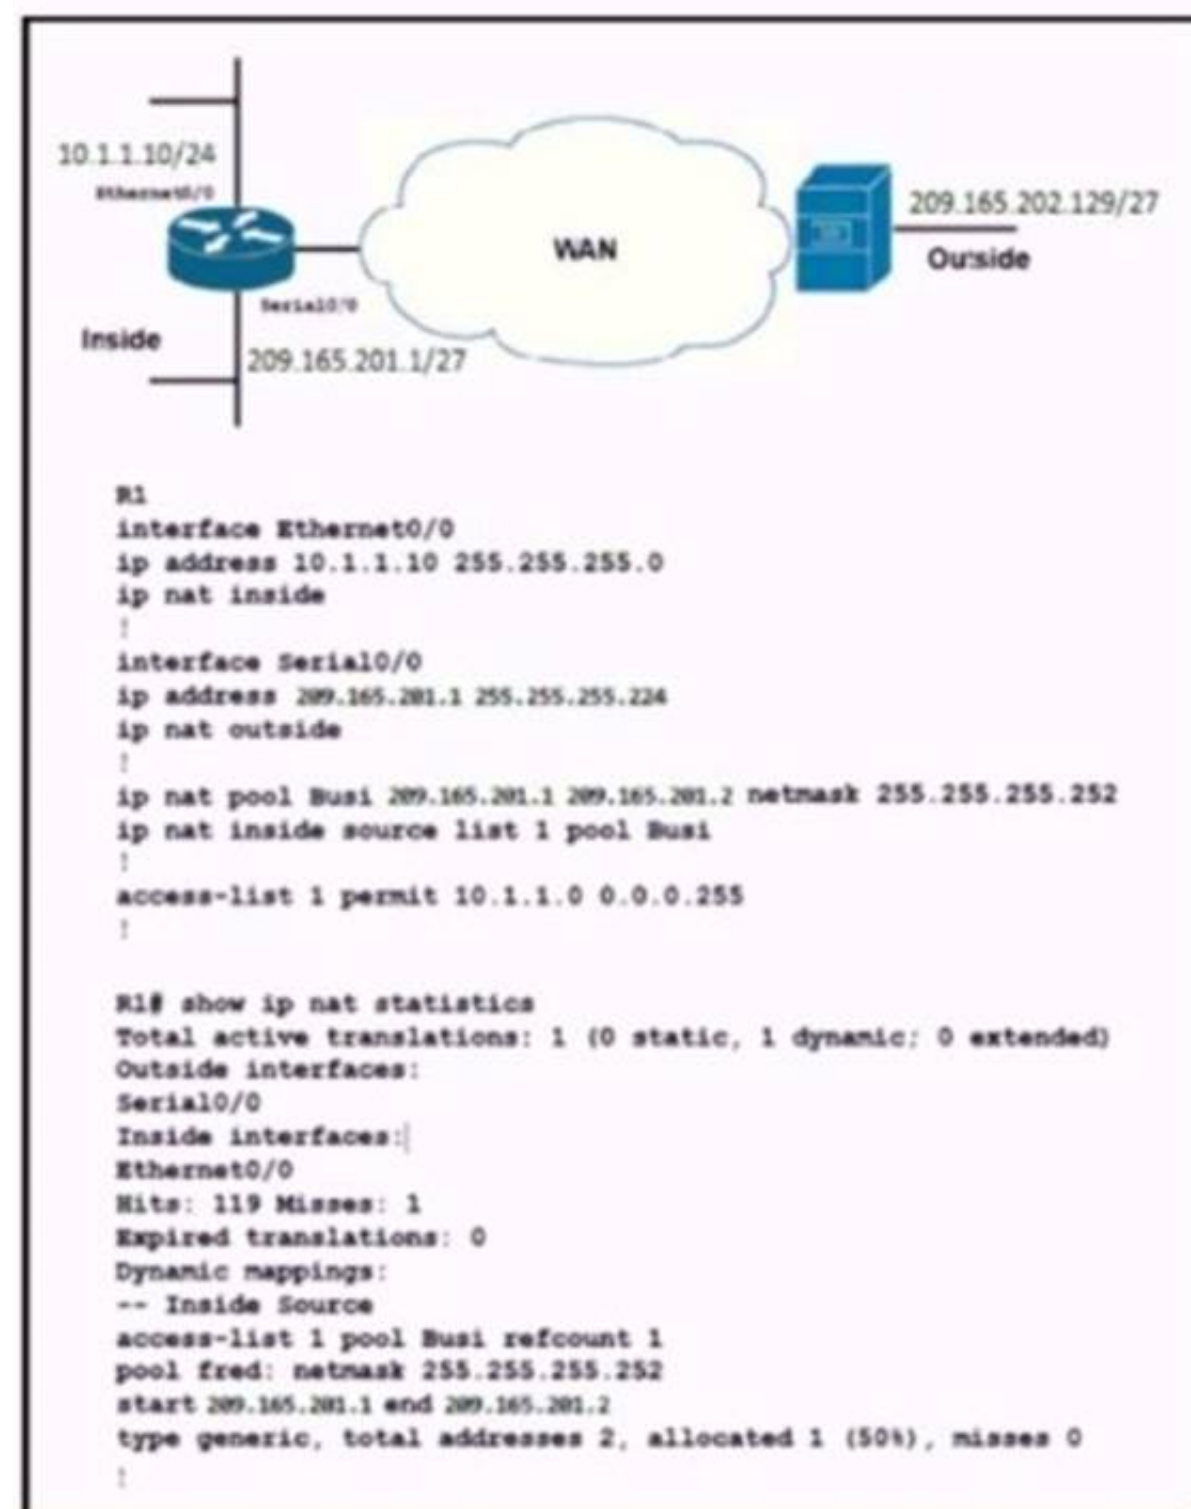 10.1.1.10/24
Ethernet0/0
WAN
209.165.202.129/27
Outside
Serial0/0
Inside
209.165.201.1/27
R1
interface Ethernet0/0
ip address 10.1.1.10 255.255.255.0
ip nat inside
!
interface Serial0/0
ip address 209.165.201.1 255.255.255.224
ip nat outside
!
ip nat pool Busi 209.165.201.1 209.165.201.2 netmask 255.255.255.252
ip nat inside source list 1 pool Busi
!
access-list 1 permit 10.1.1.0 0.0.0.255
!
R1# show ip nat statistics
Total active translations: 1 (0 static, 1 dynamic; 0 extended)
Outside interfaces:
Serial0/0
Inside interfaces:
Ethernet0/0
Hits: 119 Misses: 1
Expired translations: 0
Dynamic mappings:
-- Inside Source
access-list 1 pool Busi refcount 1
pool fred: netmask 255.255.255.252
start 209.165.201.1 end 209.165.201.2
type generic, total addresses 2, allocated 1 (50%), misses 0
!